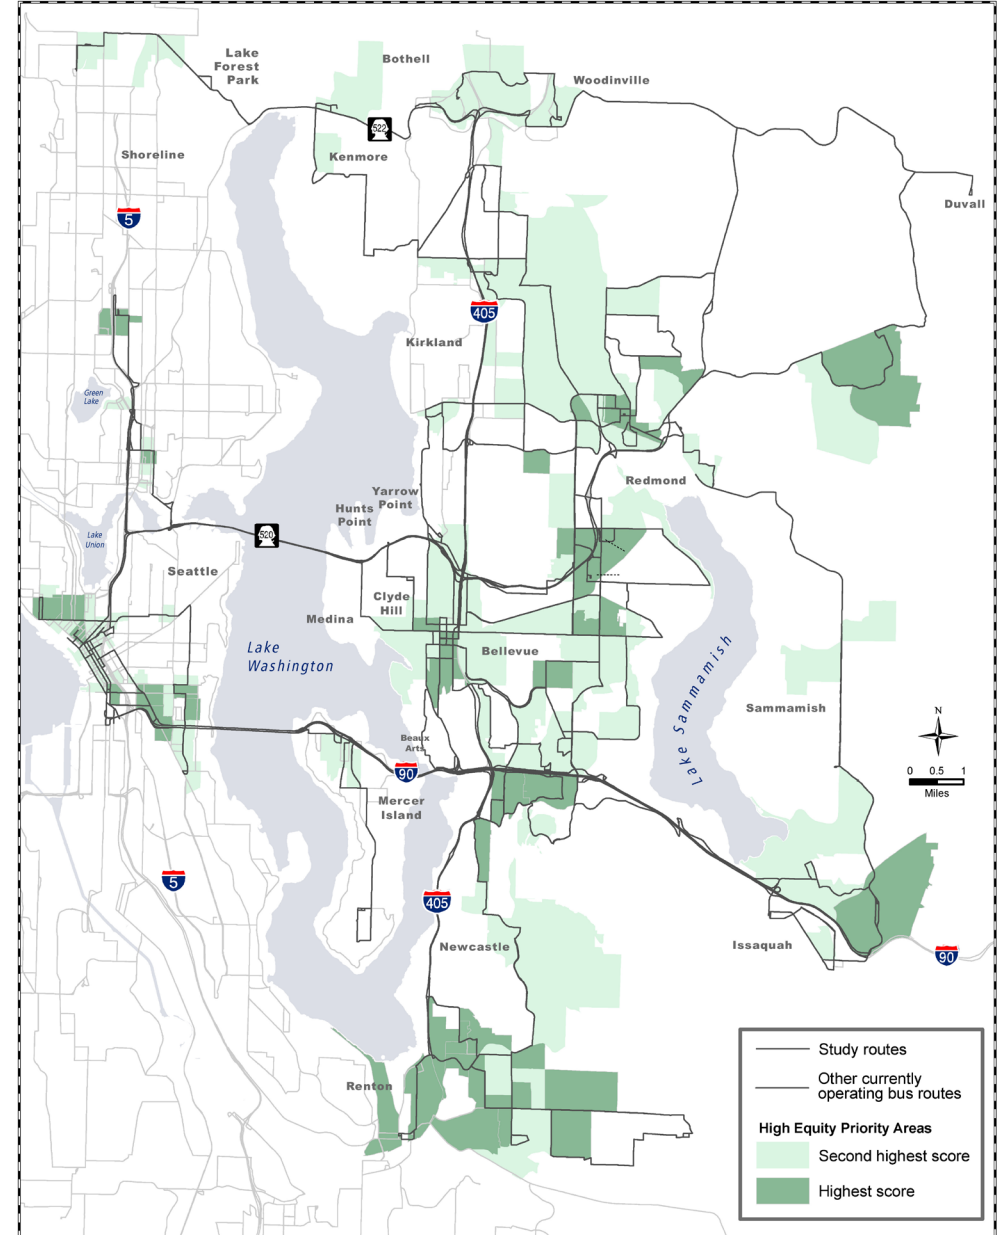 Lake
Forest
Park
Bothell
Woodinville
522
Shoreline
Kenmore
Duvall
5
405
Kirkland
Green
Lake
Redmond
Yarrow
Point
Hunts
Point
520
Lake
Union
Seattle
Clyde
Hill
Medina
Lake
Washington
Bellevue
Lake Sammamish
Sammamish
N
Beaux
Arts
90
0 0.5 1
Miles
Mercer
Island
5
405
Newcastle
Issaquah
90
Renton
Study routes
Other currently
operating bus routes
High Equity Priority Areas
Second highest score
Highest score